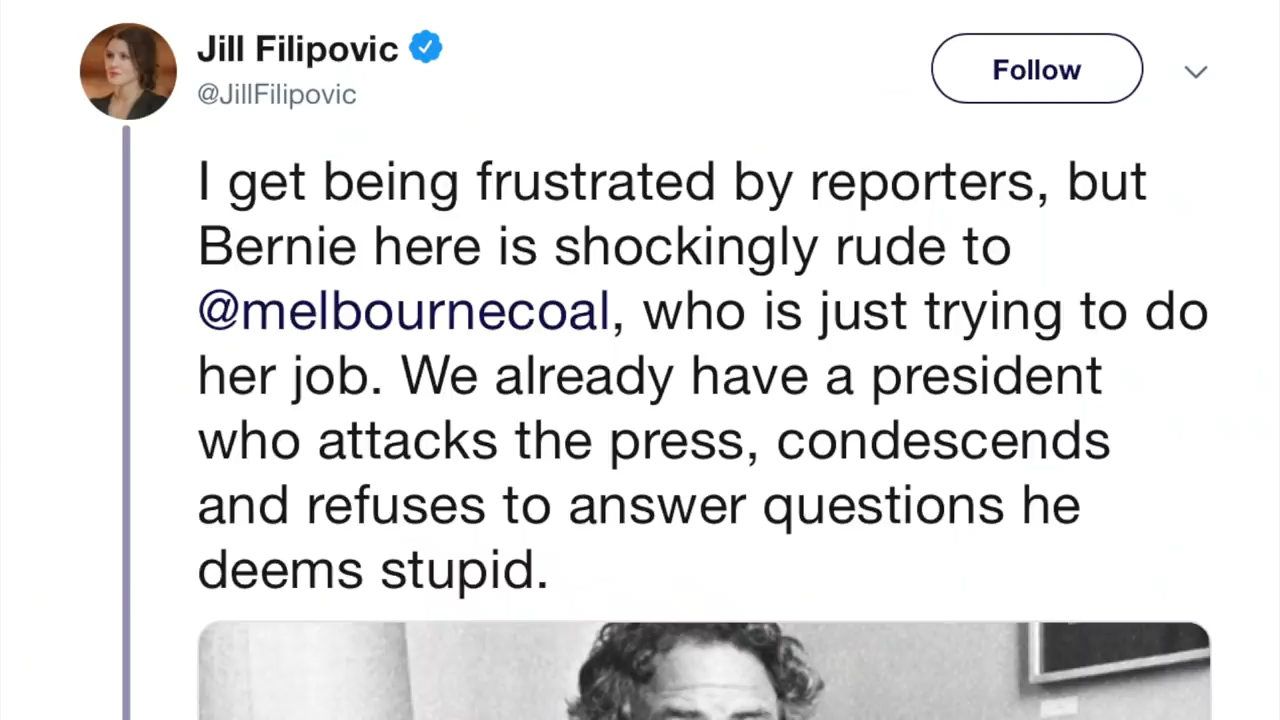 Jill Filipovic
@JillFilipovic
Follow
I get being frustrated by reporters, but
Bernie here is shockingly rude to
@melbournecoal, who is just trying to do
her job. We already have a president
who attacks the press, condescends
and refuses to answer questions he
deems stupid.